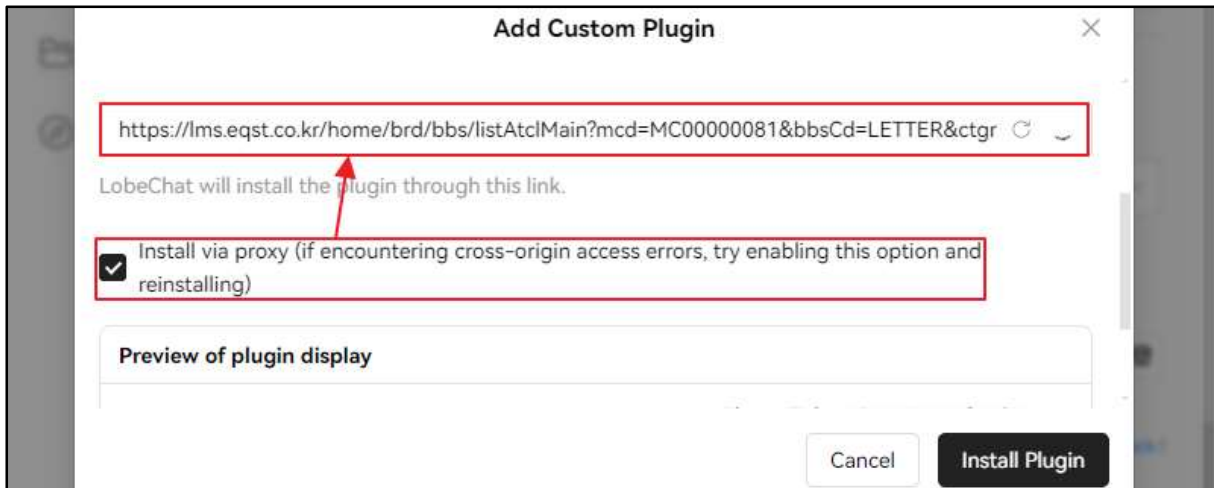 Add Custom Plugin
https://lms.eqst.co.kr/home/brd/bbs/listAtclMain?mcd=MC00000081&bbsCd=LETTER&ctgr
LobeChat will install the plugin through this link.
Install via proxy (if encountering cross-origin access errors, try enabling this option and
reinstalling)
Preview of plugin display
Cancel
Install Plugin